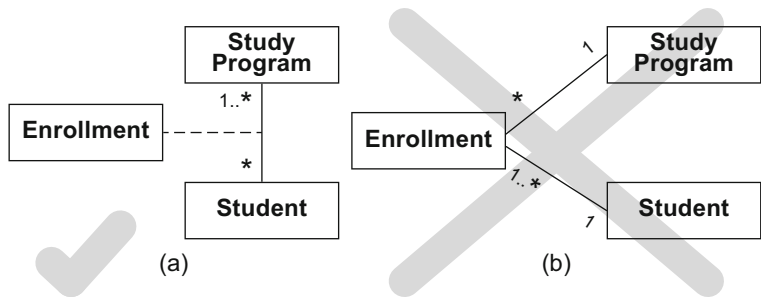 Study
Program
1..*
Enrollment
*
Student
(a)
Study
Program
1
*
Enrollment
1..*
1
Student
(b)